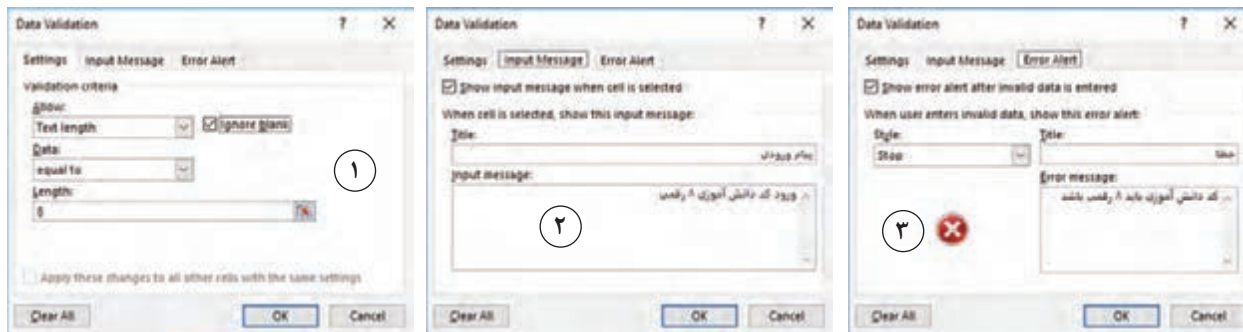 Data Validation
Settings Input Message Error Alert
Validation criteria
Allow:
Text length
Ignore blank
Data:
equal to
Length:
8
Apply these changes to all other cells with the same settings
Clear All OK Cancel
۱
Data Validation
Settings Input Message Error Alert
Show input message when cell is selected
When cell is selected, show this input message:
Title:
پیام ورودی
Input message:
ورود کد دانش آموزی ۸ رقمی
Clear All OK Cancel
۲
Data Validation
Settings Input Message Error Alert
Show error alert after invalid data is entered
When user enters invalid data, show this error alert:
Style:
Stop
Title:
خطا
Error message:
کد دانش آموزی باید ۸ رقمی باشد
Clear All OK Cancel
۳